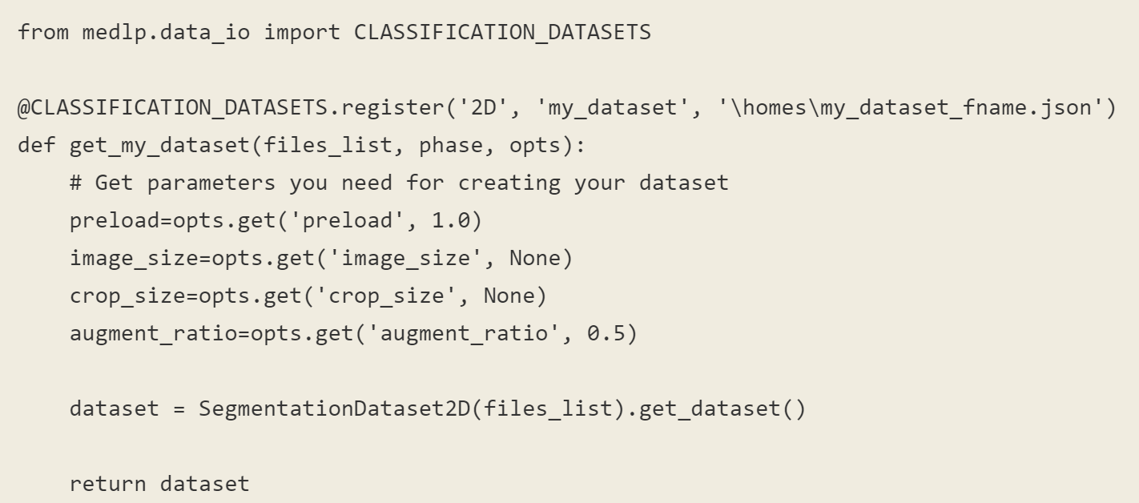 from medlp.data_io import CLASSIFICATION_DATASETS

@CLASSIFICATION_DATASETS.register('2D', 'my_dataset', '\homes\my_dataset_fname.json')
def get_my_dataset(files_list, phase, opts):
    # Get parameters you need for creating your dataset
    preload=opts.get('preload', 1.0)
    image_size=opts.get('image_size', None)
    crop_size=opts.get('crop_size', None)
    augment_ratio=opts.get('augment_ratio', 0.5)

    dataset = SegmentationDataset2D(files_list).get_dataset()

    return dataset